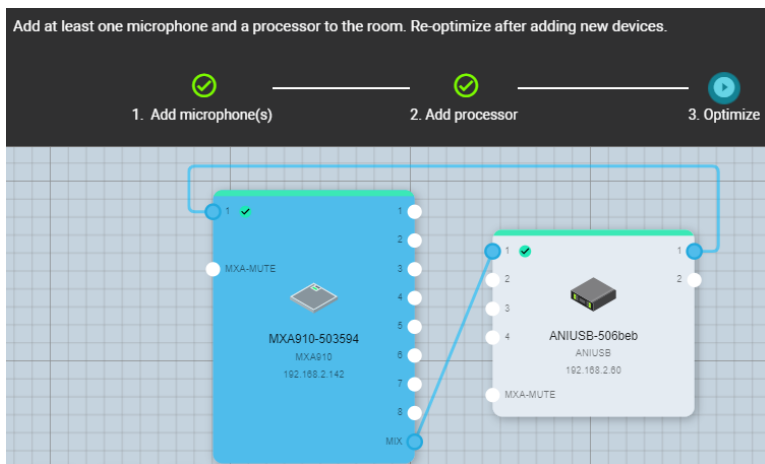 Add at least one microphone and a processor to the room. Re-optimize after adding new devices.
1. Add microphone(s)
2. Add processor
3. Optimize
1
MXA-MUTE
1
2
3
4
5
6
7
8
MIX
MXA910-503594
MXA910
192.168.2.142
1
2
3
4
MXA-MUTE
1
2
ANIUSB-506beb
ANIUSB
192.168.2.60